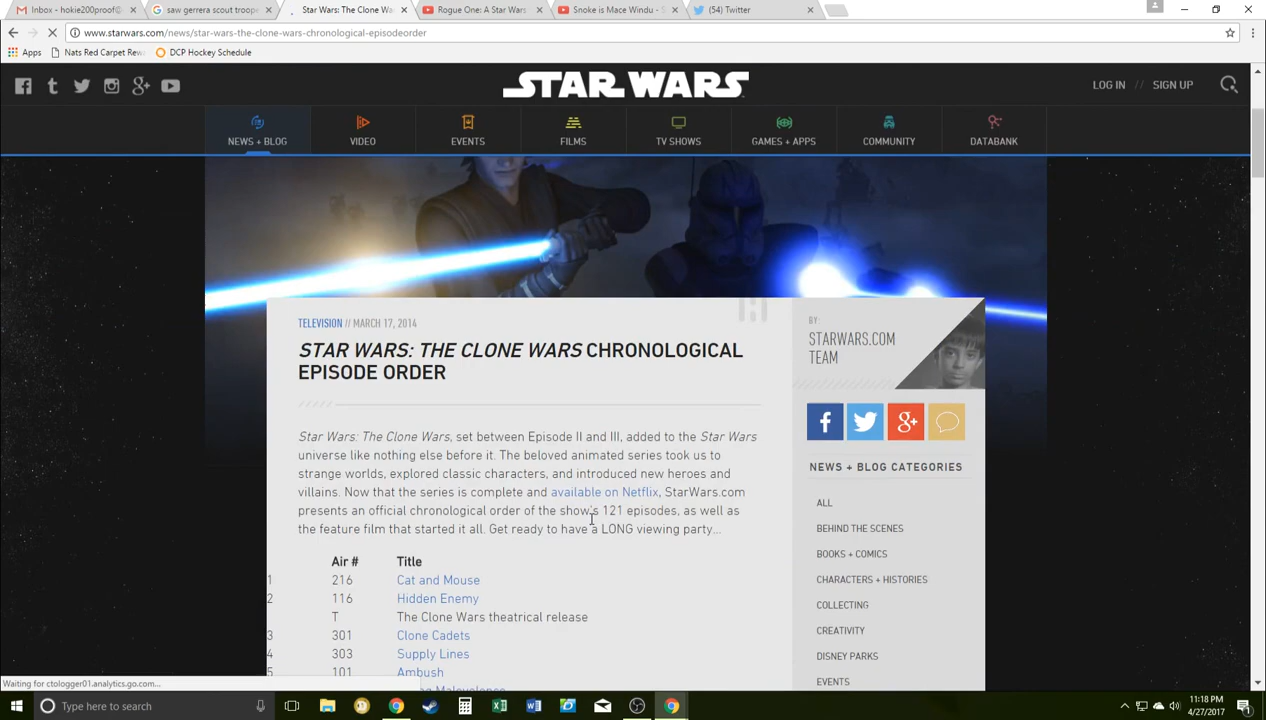 Inbox - hokie200proof@
saw gerrera scout troope
Star Wars: The Clone Wa
Rogue One: A Star Wars
Snoke is Mace Windu - S
(54) Twitter
www.starwars.com/news/star-wars-the-clone-wars-chronological-episodeorder
Apps
Nats Red Carpet Rew
DCP Hockey Schedule
STAR WARS
LOG IN // SIGN UP
NEWS + BLOG
VIDEO
EVENTS
FILMS
TV SHOWS
GAMES + APPS
COMMUNITY
DATABANK
TELEVISION // MARCH 17, 2014
STAR WARS: THE CLONE WARS CHRONOLOGICAL
EPISODE ORDER
Star Wars: The Clone Wars, set between Episode II and III, added to the Star Wars
universe like nothing else before it. The beloved animated series took us to
strange worlds, explored classic characters, and introduced new heroes and
villains. Now that the series is complete and available on Netflix, StarWars.com
presents an official chronological order of the show's 121 episodes, as well as
the feature film that started it all. Get ready to have a LONG viewing party...
Air # Title
1 216 Cat and Mouse
2 116 Hidden Enemy
T The Clone Wars theatrical release
3 301 Clone Cadets
4 303 Supply Lines
5 101 Ambush
Malevolence
BY:
STARWARS.COM
TEAM
NEWS + BLOG CATEGORIES
ALL
BEHIND THE SCENES
BOOKS + COMICS
CHARACTERS + HISTORIES
COLLECTING
CREATIVITY
DISNEY PARKS
EVENTS
Waiting for ctologger01.analytics.go.com...
Type here to search
11:18 PM
4/27/2017